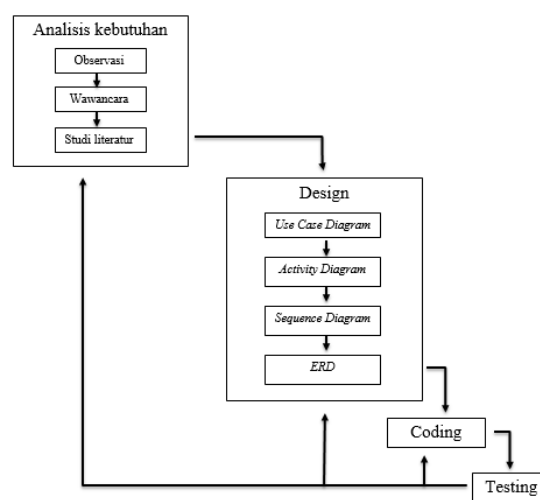 Analisis kebutuhan
Observasi
Wawancara
Studi literatur
Design
Use Case Diagram
Activity Diagram
Sequence Diagram
ERD
Coding
Testing